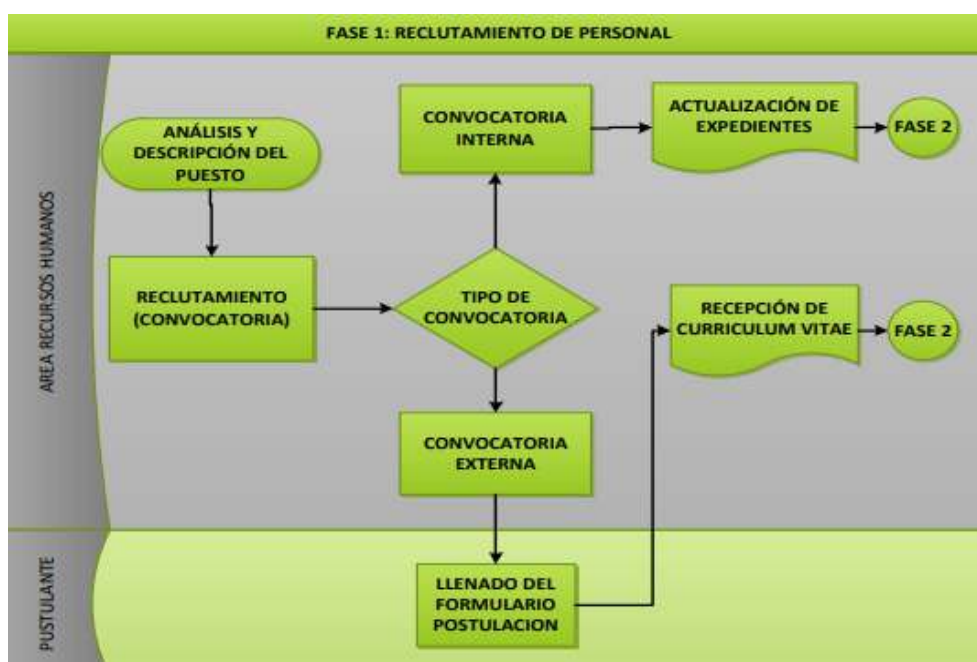 FASE 1: RECLUTAMIENTO DE PERSONAL
AREA RECURSOS HUMANOS
ANÁLISIS Y
DESCRIPCIÓN DEL
PUESTO
RECLUTAMIENTO
(CONVOCATORIA)
TIPO DE
CONVOCATORIA
CONVOCATORIA
INTERNA
ACTUALIZACIÓN DE
EXPEDIENTES
FASE 2
CONVOCATORIA
EXTERNA
RECEPCIÓN DE
CURRICULUM VITAE
FASE 2
PUSTULANTE
LLENADO DEL
FORMULARIO
POSTULACION